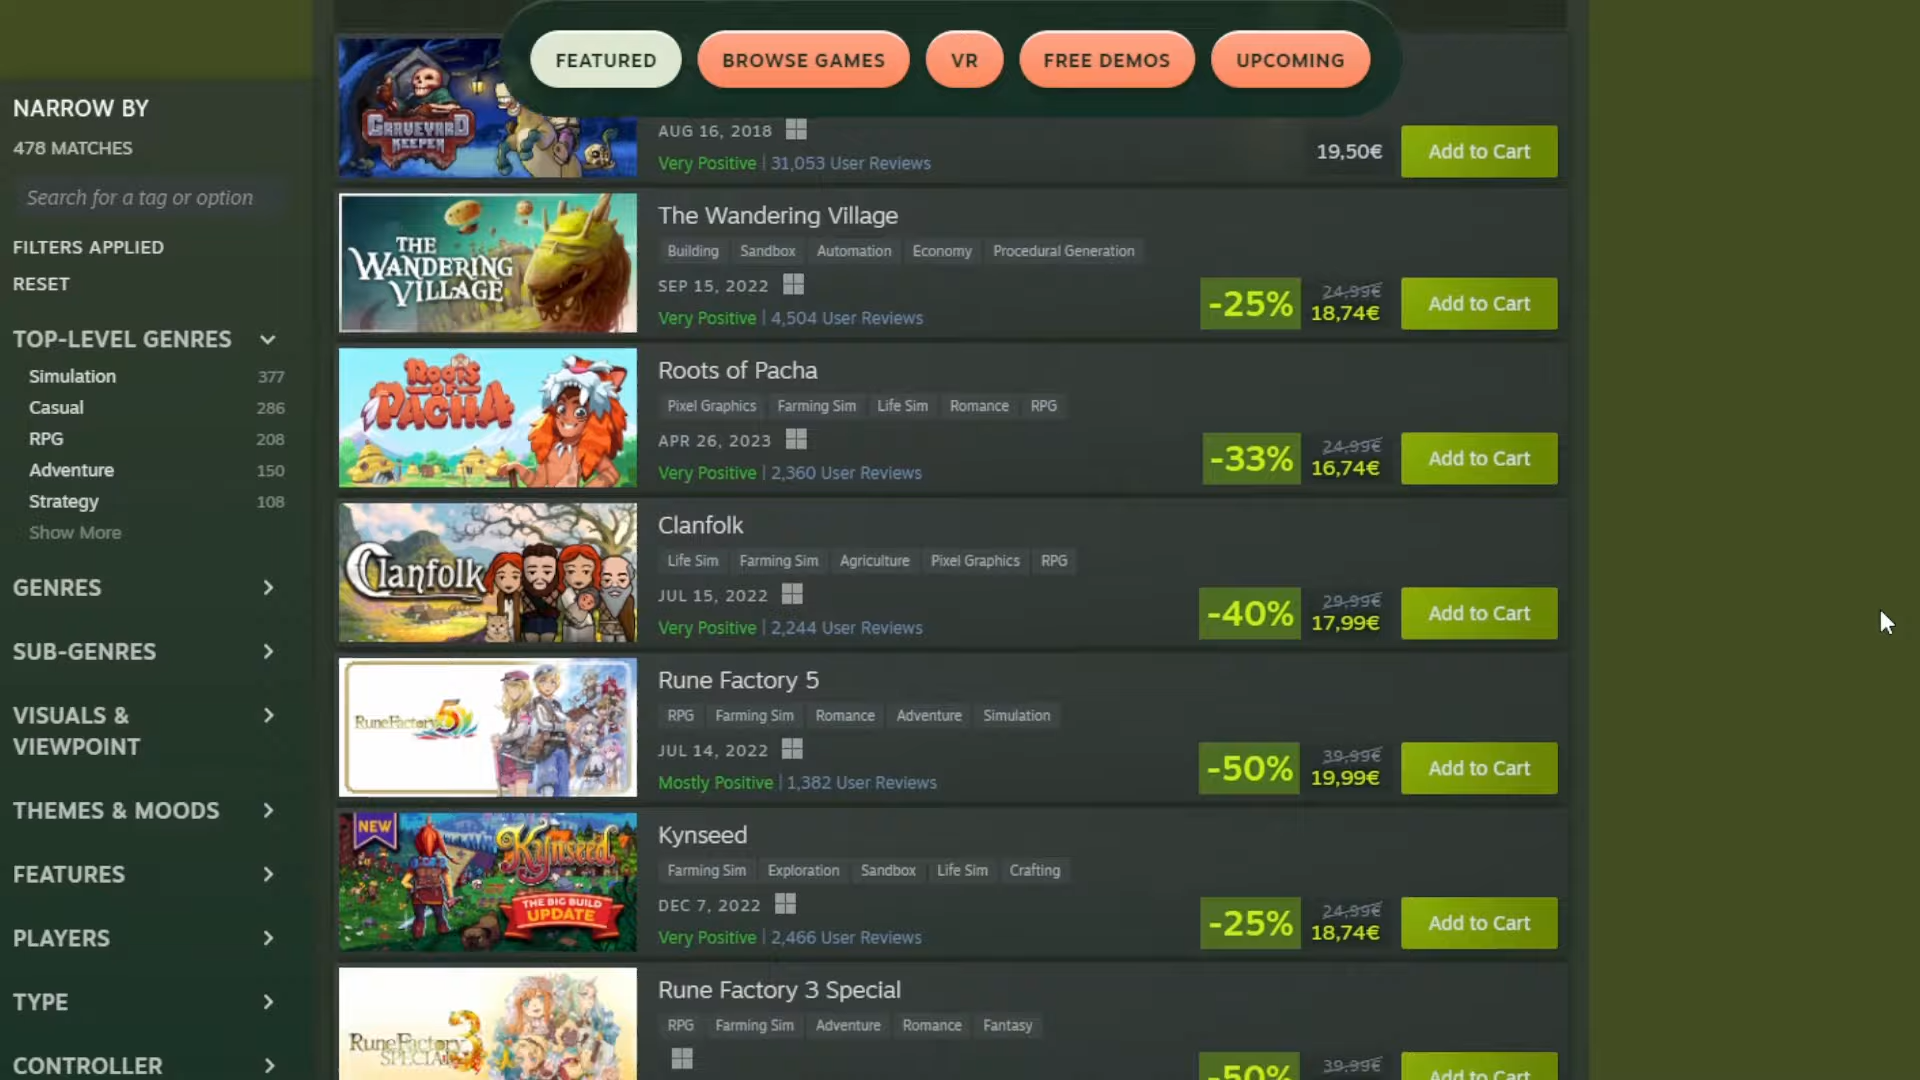 FEATURED
BROWSE GAMES
VR
FREE DEMOS
UPCOMING
NARROW BY
478 MATCHES
Search for a tag or option
FILTERS APPLIED
RESET
TOP-LEVEL GENRES
Simulation 377
Casual 286
RPG 208
Adventure 150
Strategy 108
Show More
GENRES
SUB-GENRES
VISUALS &
VIEWPOINT
THEMES & MOODS
FEATURES
PLAYERS
TYPE
CONTROLLER
GRAVEYARD
KEEPER
AUG 16, 2018
Very Positive | 31,053 User Reviews
19,50€
Add to Cart
THE
WANDERING
VILLAGE
The Wandering Village
Building Sandbox Automation Economy Procedural Generation
SEP 15, 2022
Very Positive | 4,504 User Reviews
-25%
24,99€
18,74€
Add to Cart
ROOTS
OF
PACHA
Roots of Pacha
Pixel Graphics Farming Sim Life Sim Romance RPG
APR 26, 2023
Very Positive | 2,360 User Reviews
-33%
24,99€
16,74€
Add to Cart
Clanfolk
Clanfolk
Life Sim Farming Sim Agriculture Pixel Graphics RPG
JUL 15, 2022
Very Positive | 2,244 User Reviews
-40%
29,99€
17,99€
Add to Cart
Rune Factory 5
Rune Factory 5
RPG Farming Sim Romance Adventure Simulation
JUL 14, 2022
Mostly Positive | 1,382 User Reviews
-50%
39,99€
19,99€
Add to Cart
NEW
Kynseed
THE BIG BUILD
UPDATE
Kynseed
Farming Sim Exploration Sandbox Life Sim Crafting
DEC 7, 2022
Very Positive | 2,466 User Reviews
-25%
24,99€
18,74€
Add to Cart
Rune Factory 3
SPECIAL
Rune Factory 3 Special
RPG Farming Sim Adventure Romance Fantasy
-50%
39,99€
Add to Cart